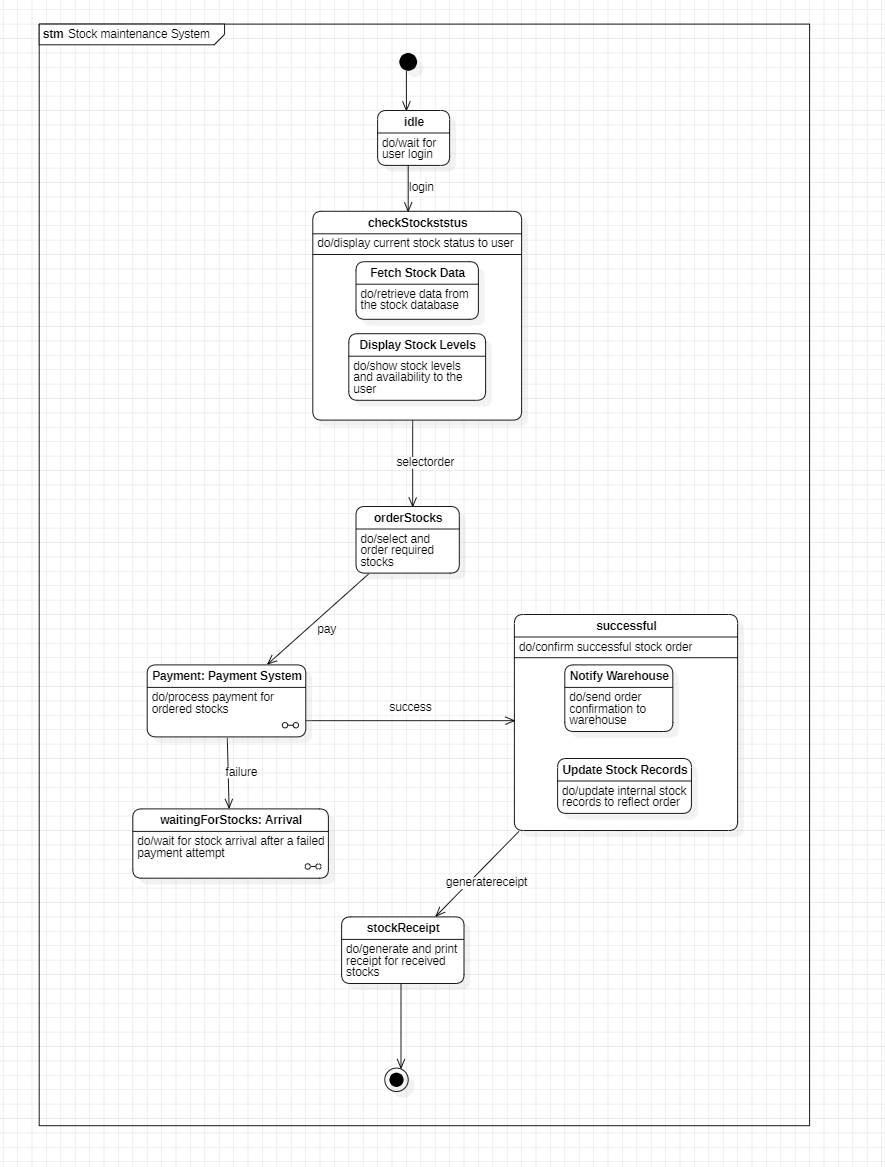 stm Stock maintenance System
idle
do/wait for
user login
login
checkStockststus
do/display current stock status to user
Fetch Stock Data
do/retrieve data from
the stock database
Display Stock Levels
do/show stock levels
and availability to the
user
selectorder
orderStocks
do/select and
order required
stocks
pay
successful
do/confirm successful stock order
Notify Warehouse
do/send order
confirmation to
warehouse
Update Stock Records
do/update internal stock
records to reflect order
Payment: Payment System
do/process payment for
ordered stocks
success
failure
waitingForStocks: Arrival
do/wait for stock arrival after a failed
payment attempt
generatereceipt
stockReceipt
do/generate and print
receipt for received
stocks